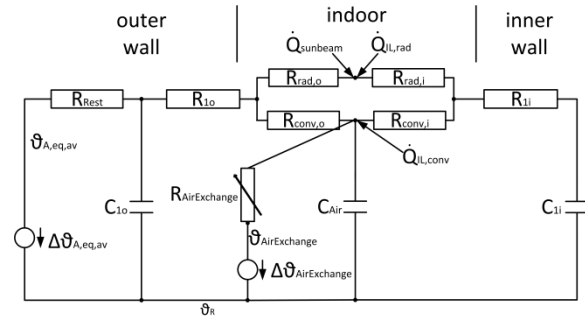 outer
wall
indoor
inner
wall
Q̇sunbeam
Q̇IL,rad
Rrad,o
Rrad,i
RRest
R1o
R1i
Rconv,o
Rconv,i
ϑA,eq,av
Q̇IL,conv
RAirExchange
C1o
CAir
C1i
ϑAirExchange
ΔϑA,eq,av
ΔϑAirExchange
ϑR